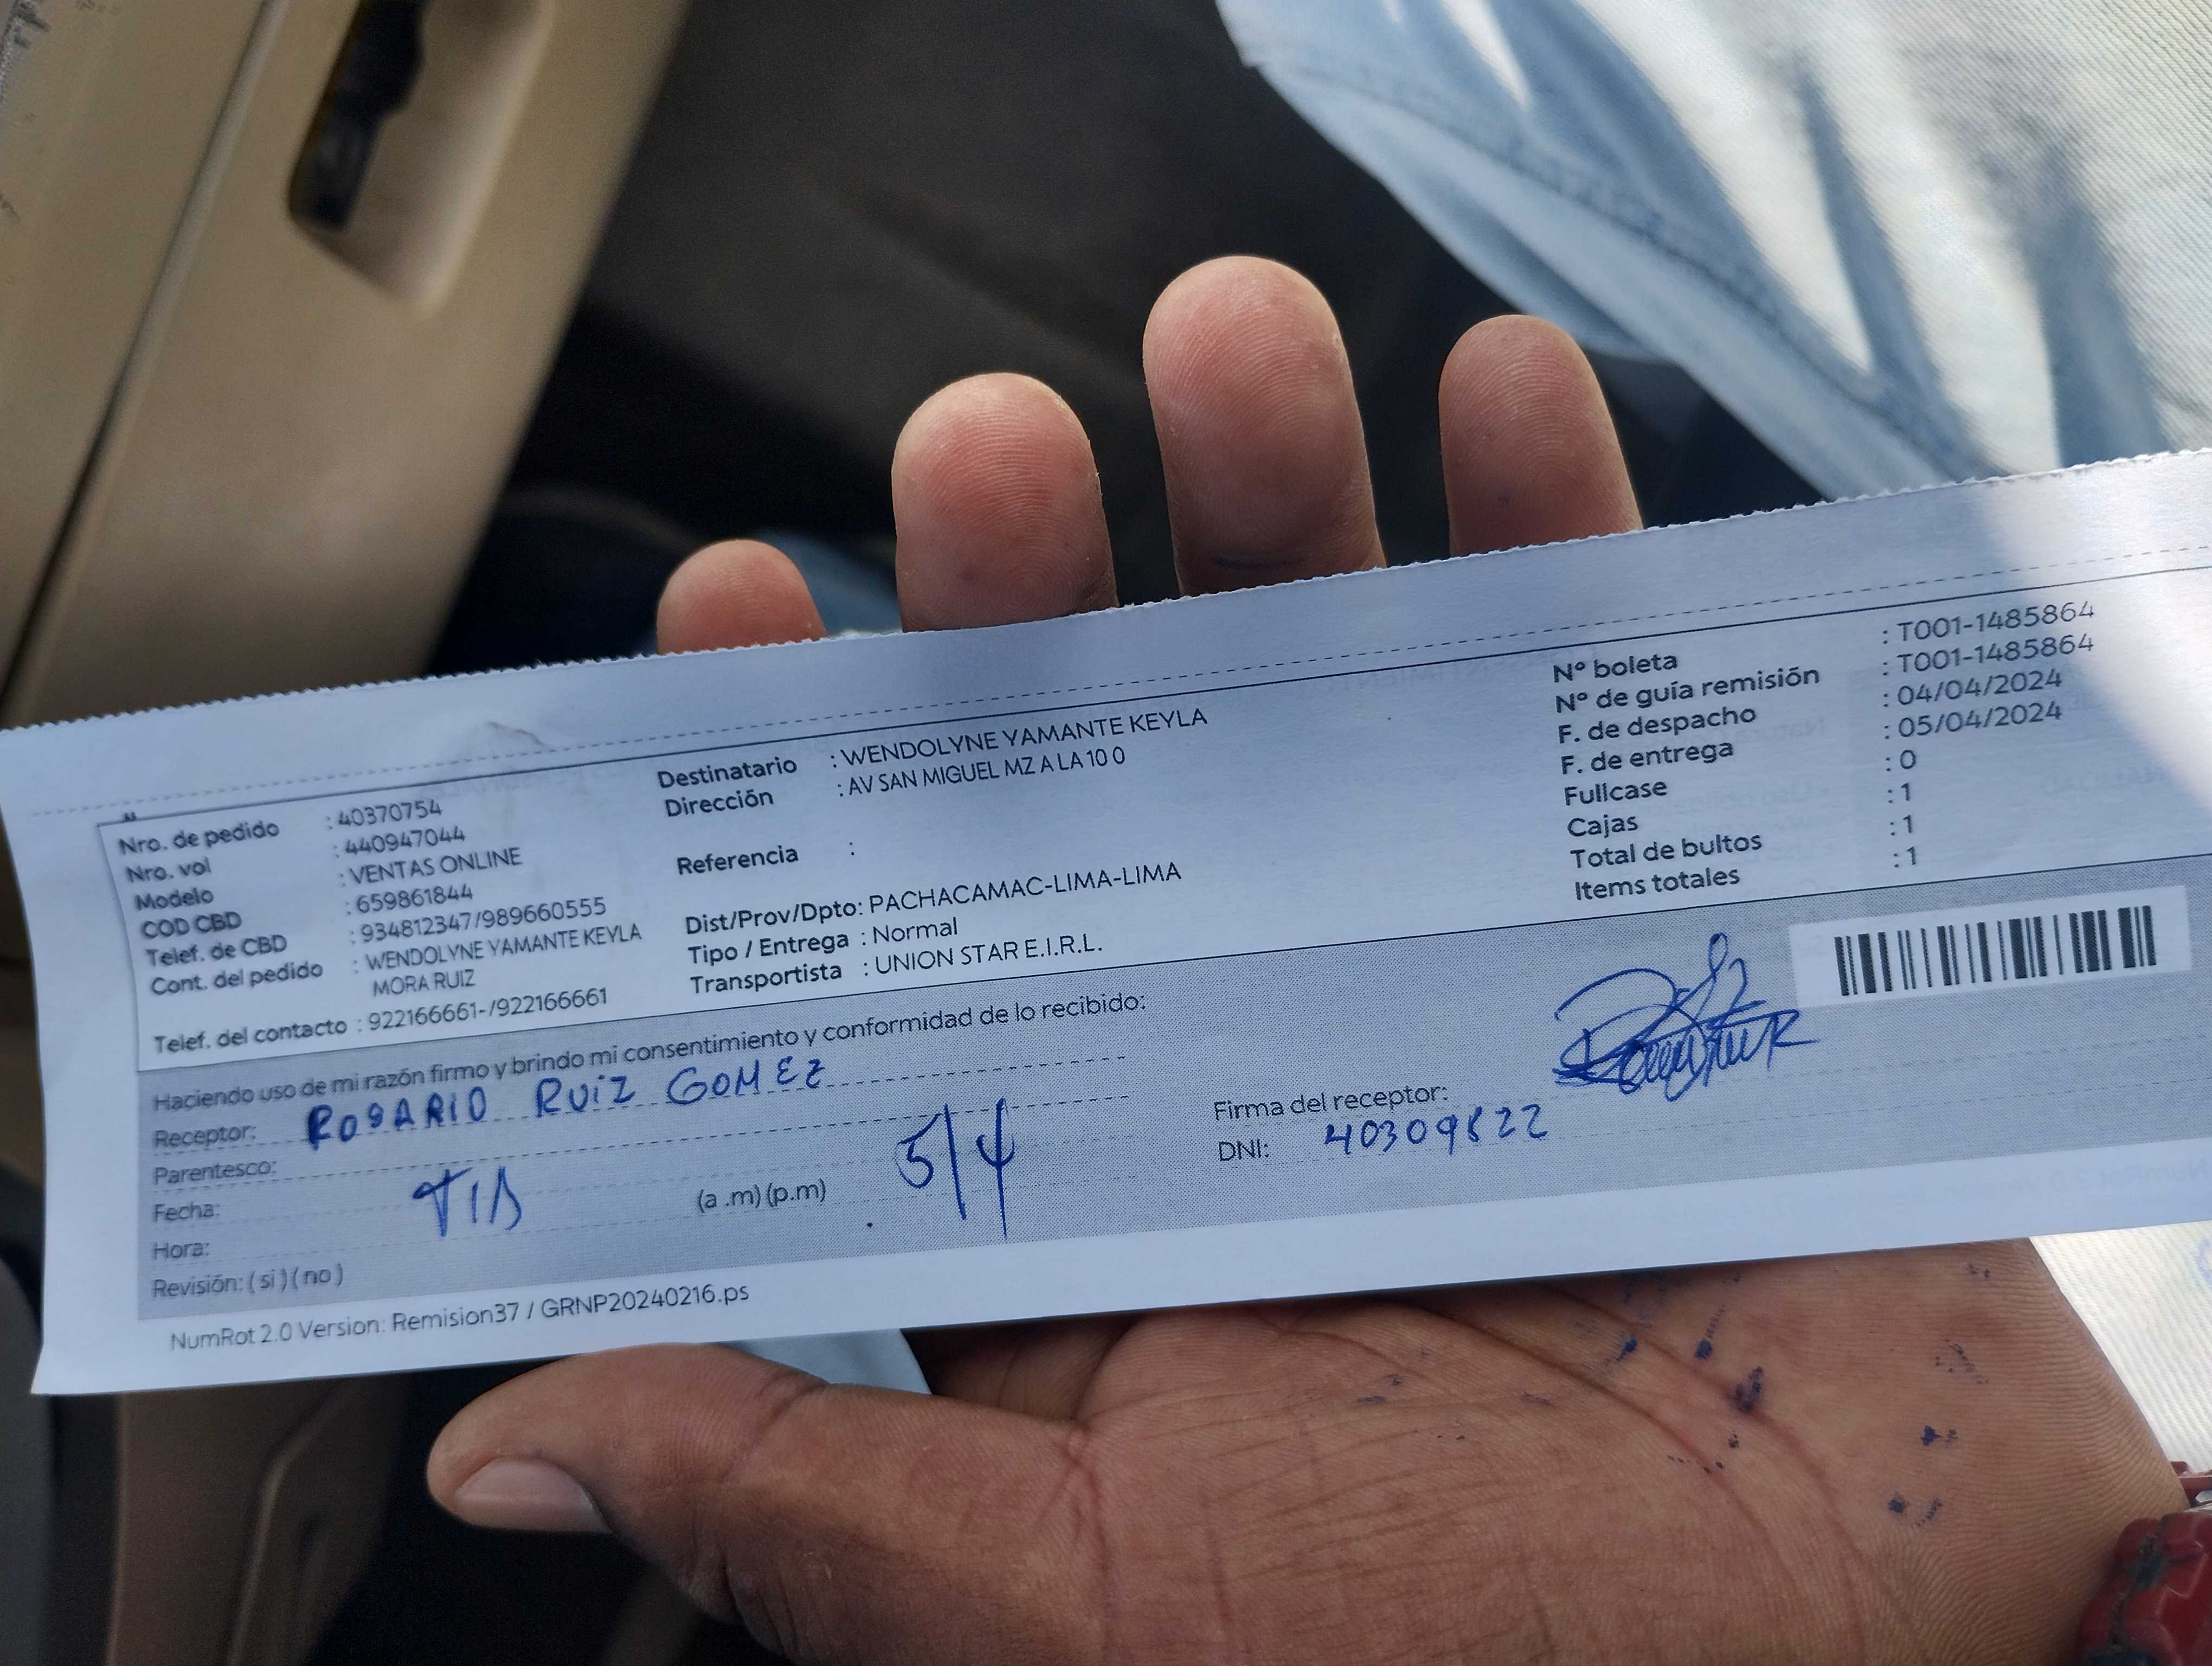 Nro. de pedido : 40370754
Nro. vol : 440947044
Modelo : VENTAS ONLINE
COD CBD : 659861844
Telef. de CBD : 934812347/989660555
Cont. del pedido : WENDOLYNE YAMANTE KEYLA
MORA RUIZ
Telef. del contacto : 922166661-/922166661
Destinatario : WENDOLYNE YAMANTE KEYLA
Dirección : AV SAN MIGUEL MZ A LA 10 0
Referencia :
Dist/Prov/Dpto: PACHACAMAC-LIMA-LIMA
Tipo / Entrega : Normal
Transportista : UNION STAR E.I.R.L.
Nº boleta : T001-1485864
Nº de guía remisión : T001-1485864
F. de despacho : 04/04/2024
F. de entrega : 05/04/2024
Fullcase : 0
Cajas : 1
Total de bultos : 1
Items totales : 1
Haciendo uso de mi razón firmo y brindo mi consentimiento y conformidad de lo recibido:
Receptor: ROSARIO RUIZ GOMEZ
Parentesco:
Fecha: TIA (a .m) (p.m) 5/4
Hora:
Revisión: ( si ) ( no )
Firma del receptor:
DNI: 40309822
NumRot 2.0 Version: Remision37 / GRNP20240216.ps